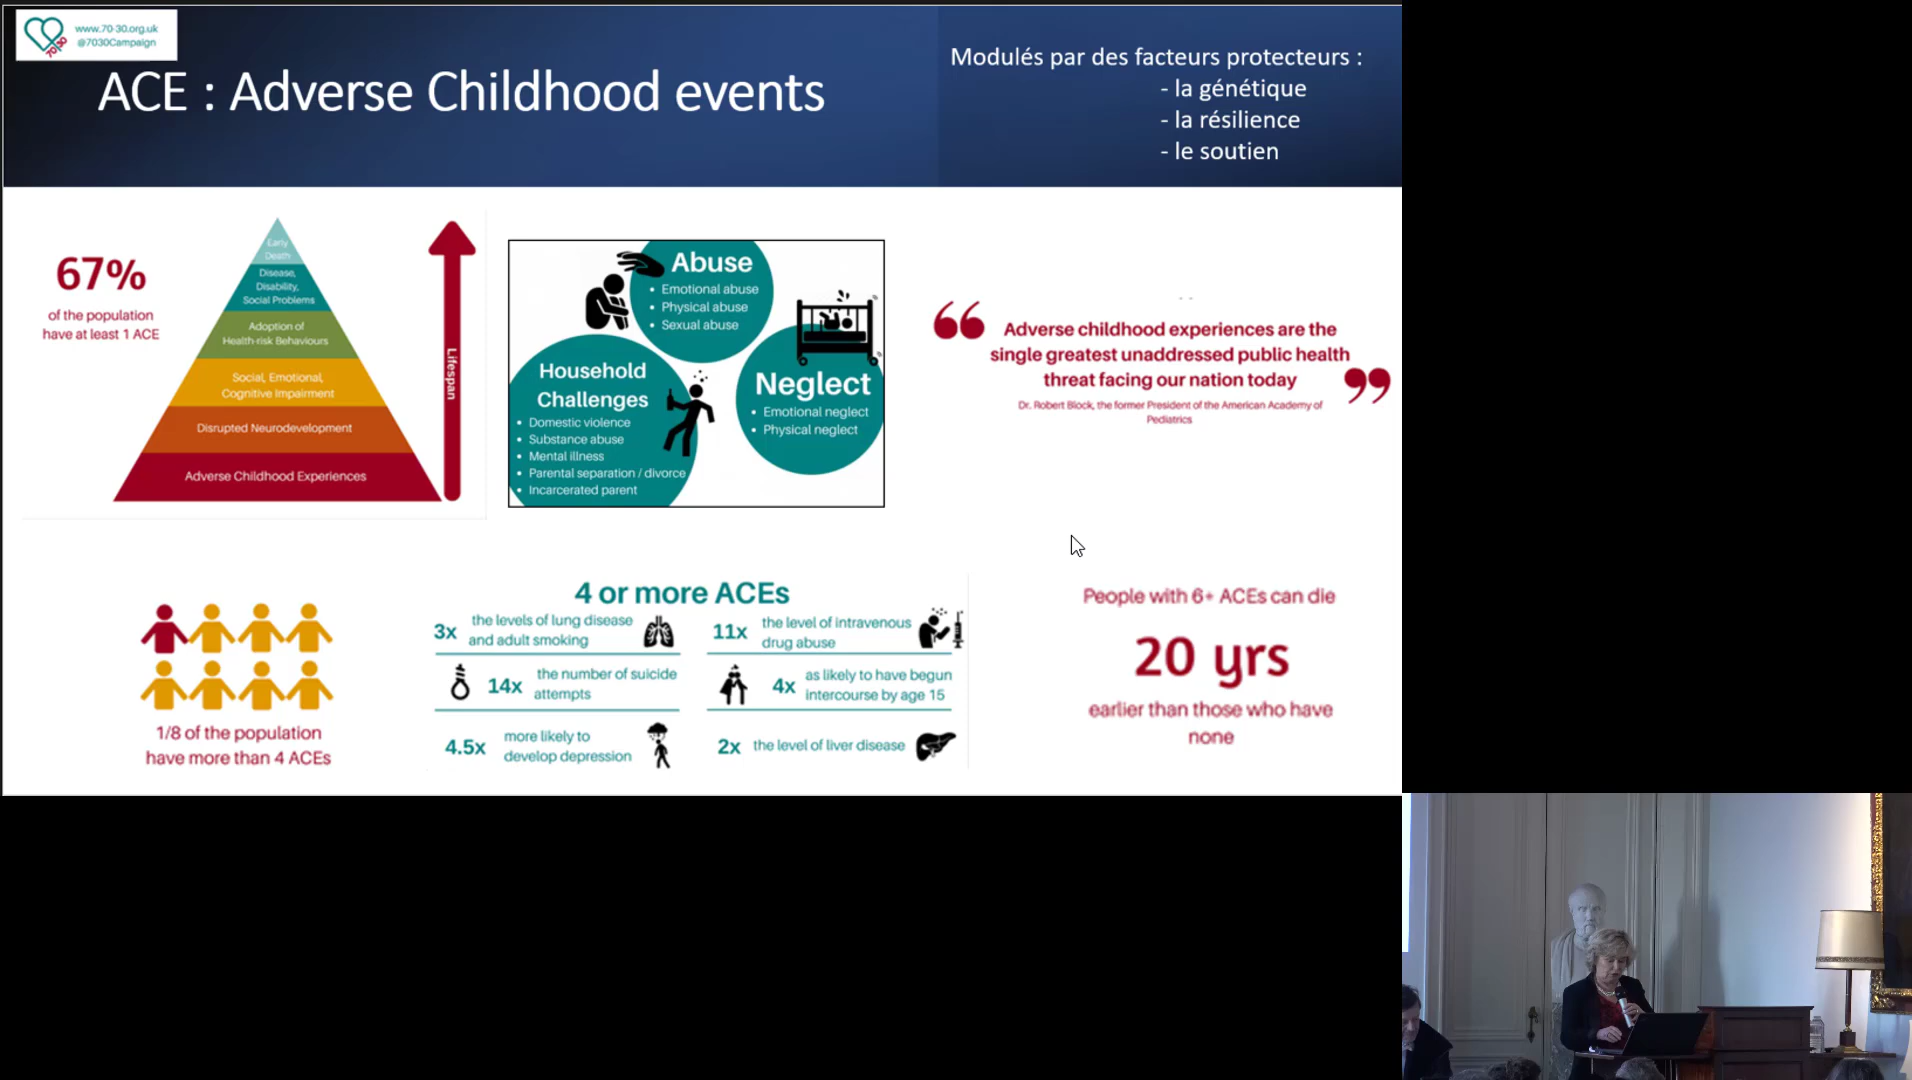 www.70-30.org.uk
@7030Campaign
70/30
ACE : Adverse Childhood events
Modulés par des facteurs protecteurs :
- la génétique
- la résilience
- le soutien
67%
of the population
have at least 1 ACE
Early
Death
Disease,
Disability,
Social Problems
Adoption of
Health-risk Behaviours
Social, Emotional,
Cognitive Impairment
Disrupted Neurodevelopment
Adverse Childhood Experiences
Lifespan
Abuse
• Emotional abuse
• Physical abuse
• Sexual abuse
Household
Challenges
• Domestic violence
• Substance abuse
• Mental illness
• Parental separation / divorce
• Incarcerated parent
Neglect
• Emotional neglect
• Physical neglect
“ Adverse childhood experiences are the
single greatest unaddressed public health
threat facing our nation today ”
Dr. Robert Block, the former President of the American Academy of
Pediatrics
1/8 of the population
have more than 4 ACEs
4 or more ACEs
3x the levels of lung disease
and adult smoking
11x the level of intravenous
drug abuse
14x the number of suicide
attempts
4x as likely to have begun
intercourse by age 15
4.5x more likely to
develop depression
2x the level of liver disease
People with 6+ ACEs can die
20 yrs
earlier than those who have
none